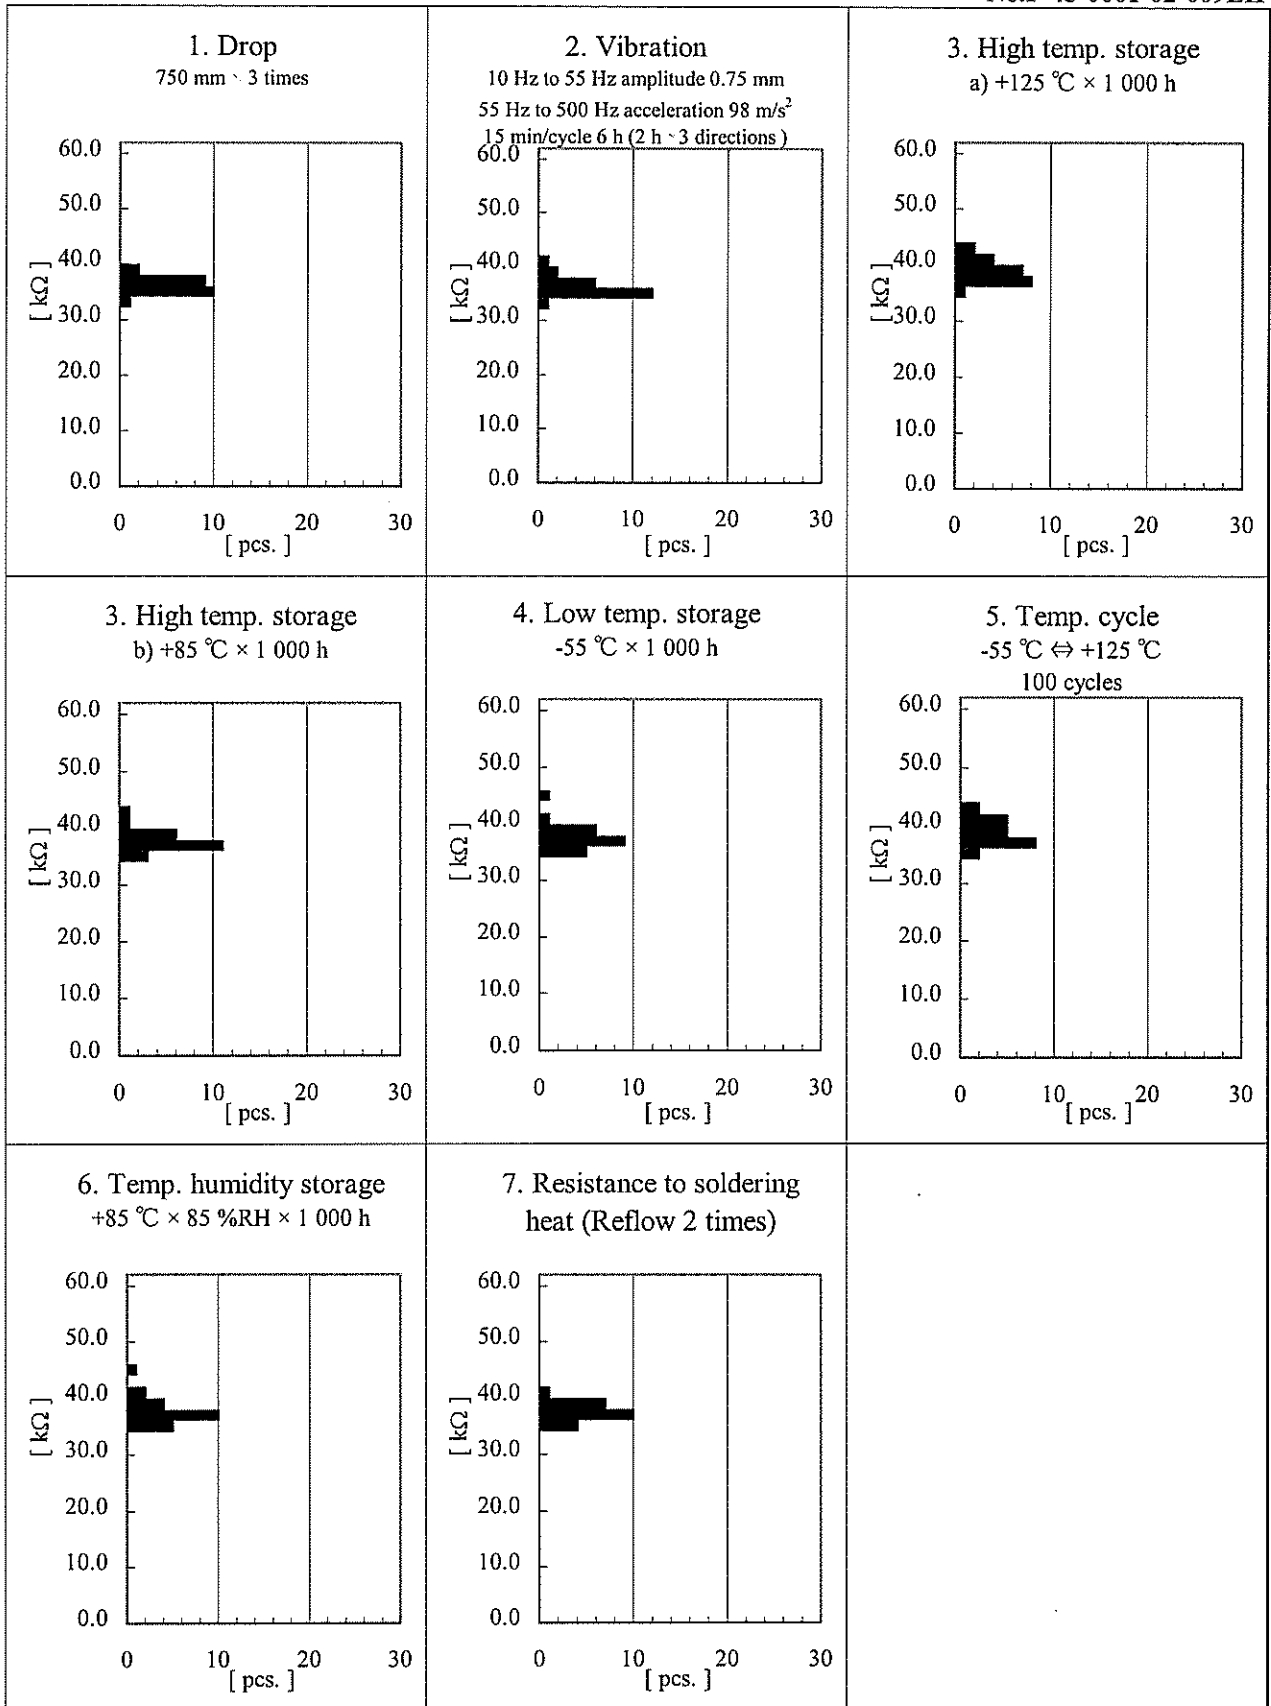 1. Drop
750 mm 3 times
60.0
50.0
40.0
30.0
20.0
10.0
0.0
[ kΩ ]
0 10 20 30
[ pcs. ]
2. Vibration
10 Hz to 55 Hz amplitude 0.75 mm
55 Hz to 500 Hz acceleration 98 m/s²
15 min/cycle 6 h (2 h 3 directions )
60.0
50.0
40.0
30.0
20.0
10.0
0.0
[ kΩ ]
0 10 20 30
[ pcs. ]
3. High temp. storage
a) +125 ℃ × 1 000 h
60.0
50.0
40.0
30.0
20.0
10.0
0.0
[ kΩ ]
0 10 20 30
[ pcs. ]
3. High temp. storage
b) +85 ℃ × 1 000 h
60.0
50.0
40.0
30.0
20.0
10.0
0.0
[ kΩ ]
0 10 20 30
[ pcs. ]
4. Low temp. storage
-55 ℃ × 1 000 h
60.0
50.0
40.0
30.0
20.0
10.0
0.0
[ kΩ ]
0 10 20 30
[ pcs. ]
5. Temp. cycle
-55 ℃ ⇔ +125 ℃
100 cycles
60.0
50.0
40.0
30.0
20.0
10.0
0.0
[ kΩ ]
0 10 20 30
[ pcs. ]
6. Temp. humidity storage
+85 ℃ × 85 %RH × 1 000 h
60.0
50.0
40.0
30.0
20.0
10.0
0.0
[ kΩ ]
0 10 20 30
[ pcs. ]
7. Resistance to soldering
heat (Reflow 2 times)
60.0
50.0
40.0
30.0
20.0
10.0
0.0
[ kΩ ]
0 10 20 30
[ pcs. ]